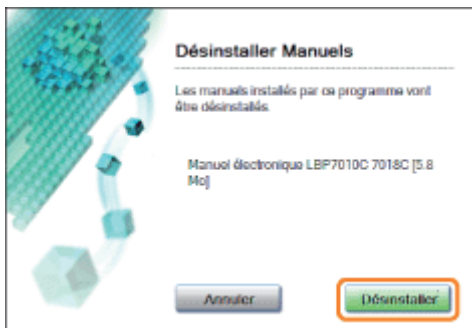 Désinstaller Manuels
Les manuels installés par ce programme vont
être désinstallés.
Manuel électronique LBP7010C 7018C [5.8
Mo]
Annuler
Désinstaller